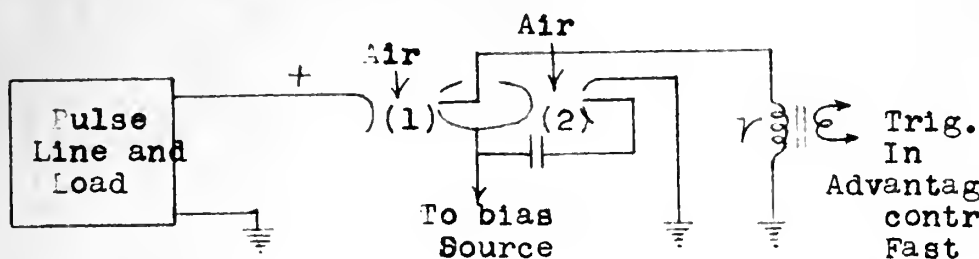 Air
Air
+
(1)
(2)
Pulse
Line and
Load
To bias
Source
r
Trig.
In
Advantag
contr
Fast